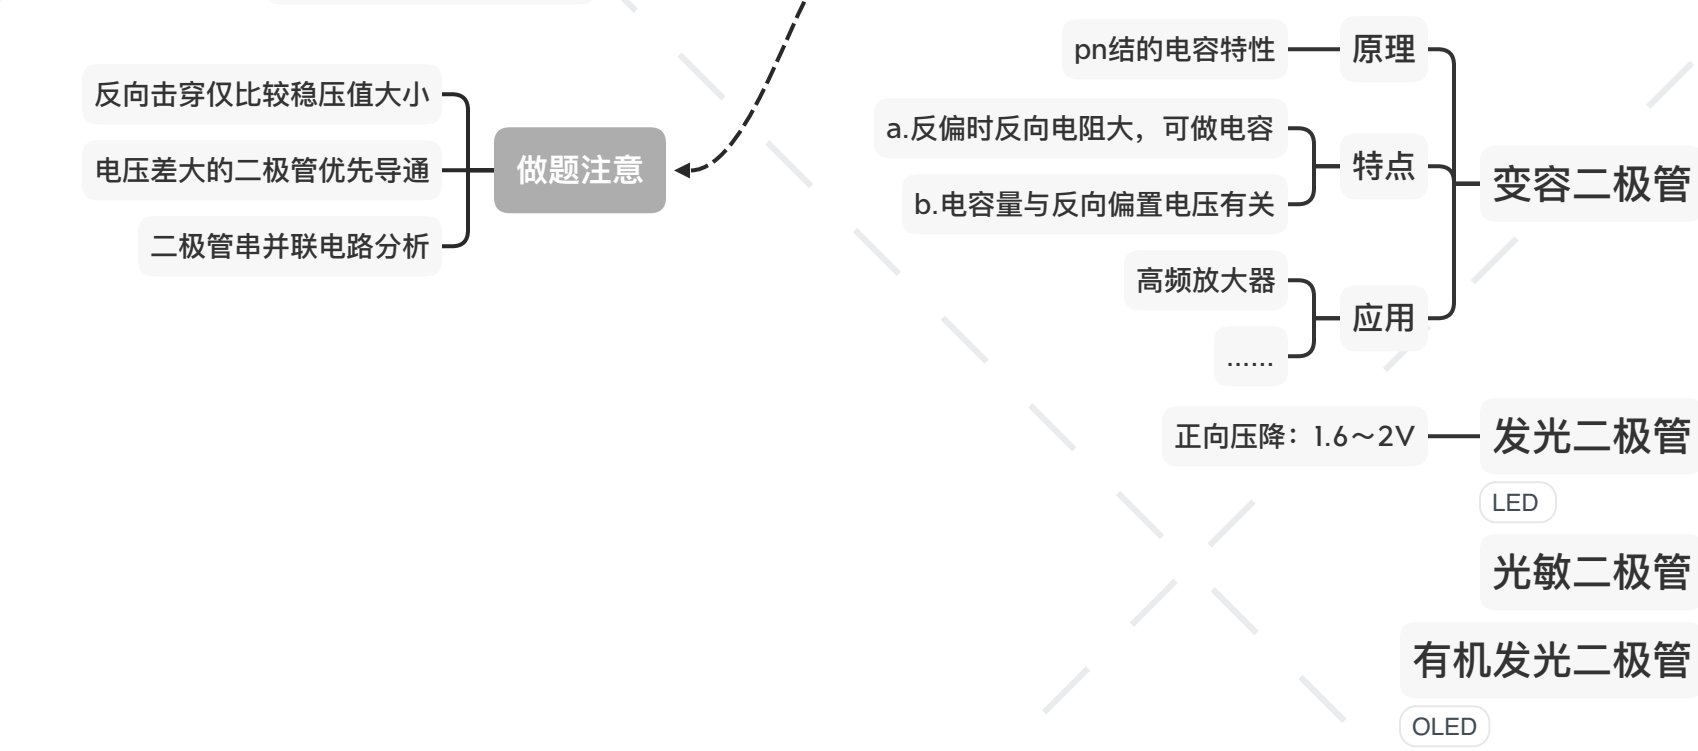 反向击穿仅比较稳压值大小
电压差大的二极管优先导通
二极管串并联电路分析
做题注意
pn结的电容特性
原理
a.反偏时反向电阻大，可做电容
b.电容量与反向偏置电压有关
特点
高频放大器
......
应用
变容二极管
正向压降：1.6～2V
发光二极管
LED
光敏二极管
有机发光二极管
OLED